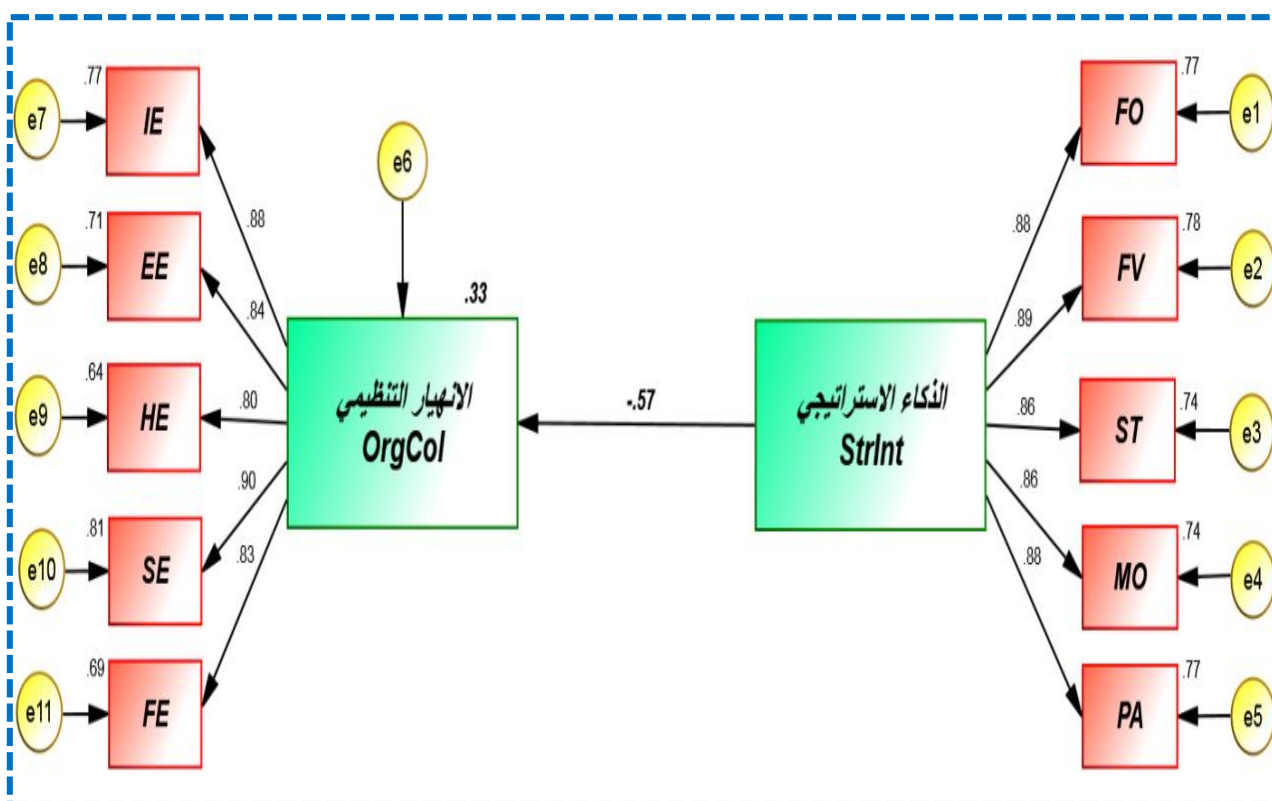 .77
e7
IE
.88
.71
e8
EE
.84
.64
e9
HE
.80
.81
e10
SE
.90
.69
e11
FE
.83
e6
.33
الانهيار التنظيمي
OrgCol
-.57
الذكاء الاستراتيجي
StrInt
.88
FO
.77
e1
.89
FV
.78
e2
.86
ST
.74
e3
.86
MO
.74
e4
.88
PA
.77
e5